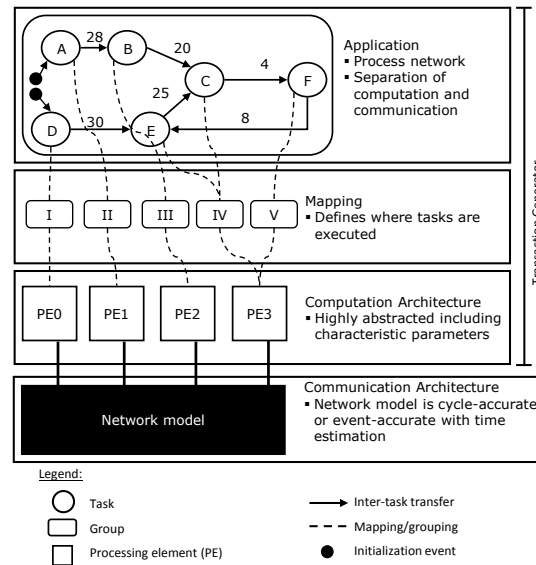 28
A
B
20
C
4
F
25
8
D
30
E
Application
▪ Process network
▪ Separation of
computation and
communication
I
II
III
IV
V
Mapping
▪ Defines where tasks are
executed
PE0
PE1
PE2
PE3
Computation Architecture
▪ Highly abstracted including
characteristic parameters
Network model
Communication Architecture
▪ Network model is cycle-accurate
or event-accurate with time
estimation
Transaction Generator
Legend:
Task
Inter-task transfer
Group
Mapping/grouping
Processing element (PE)
Initialization event